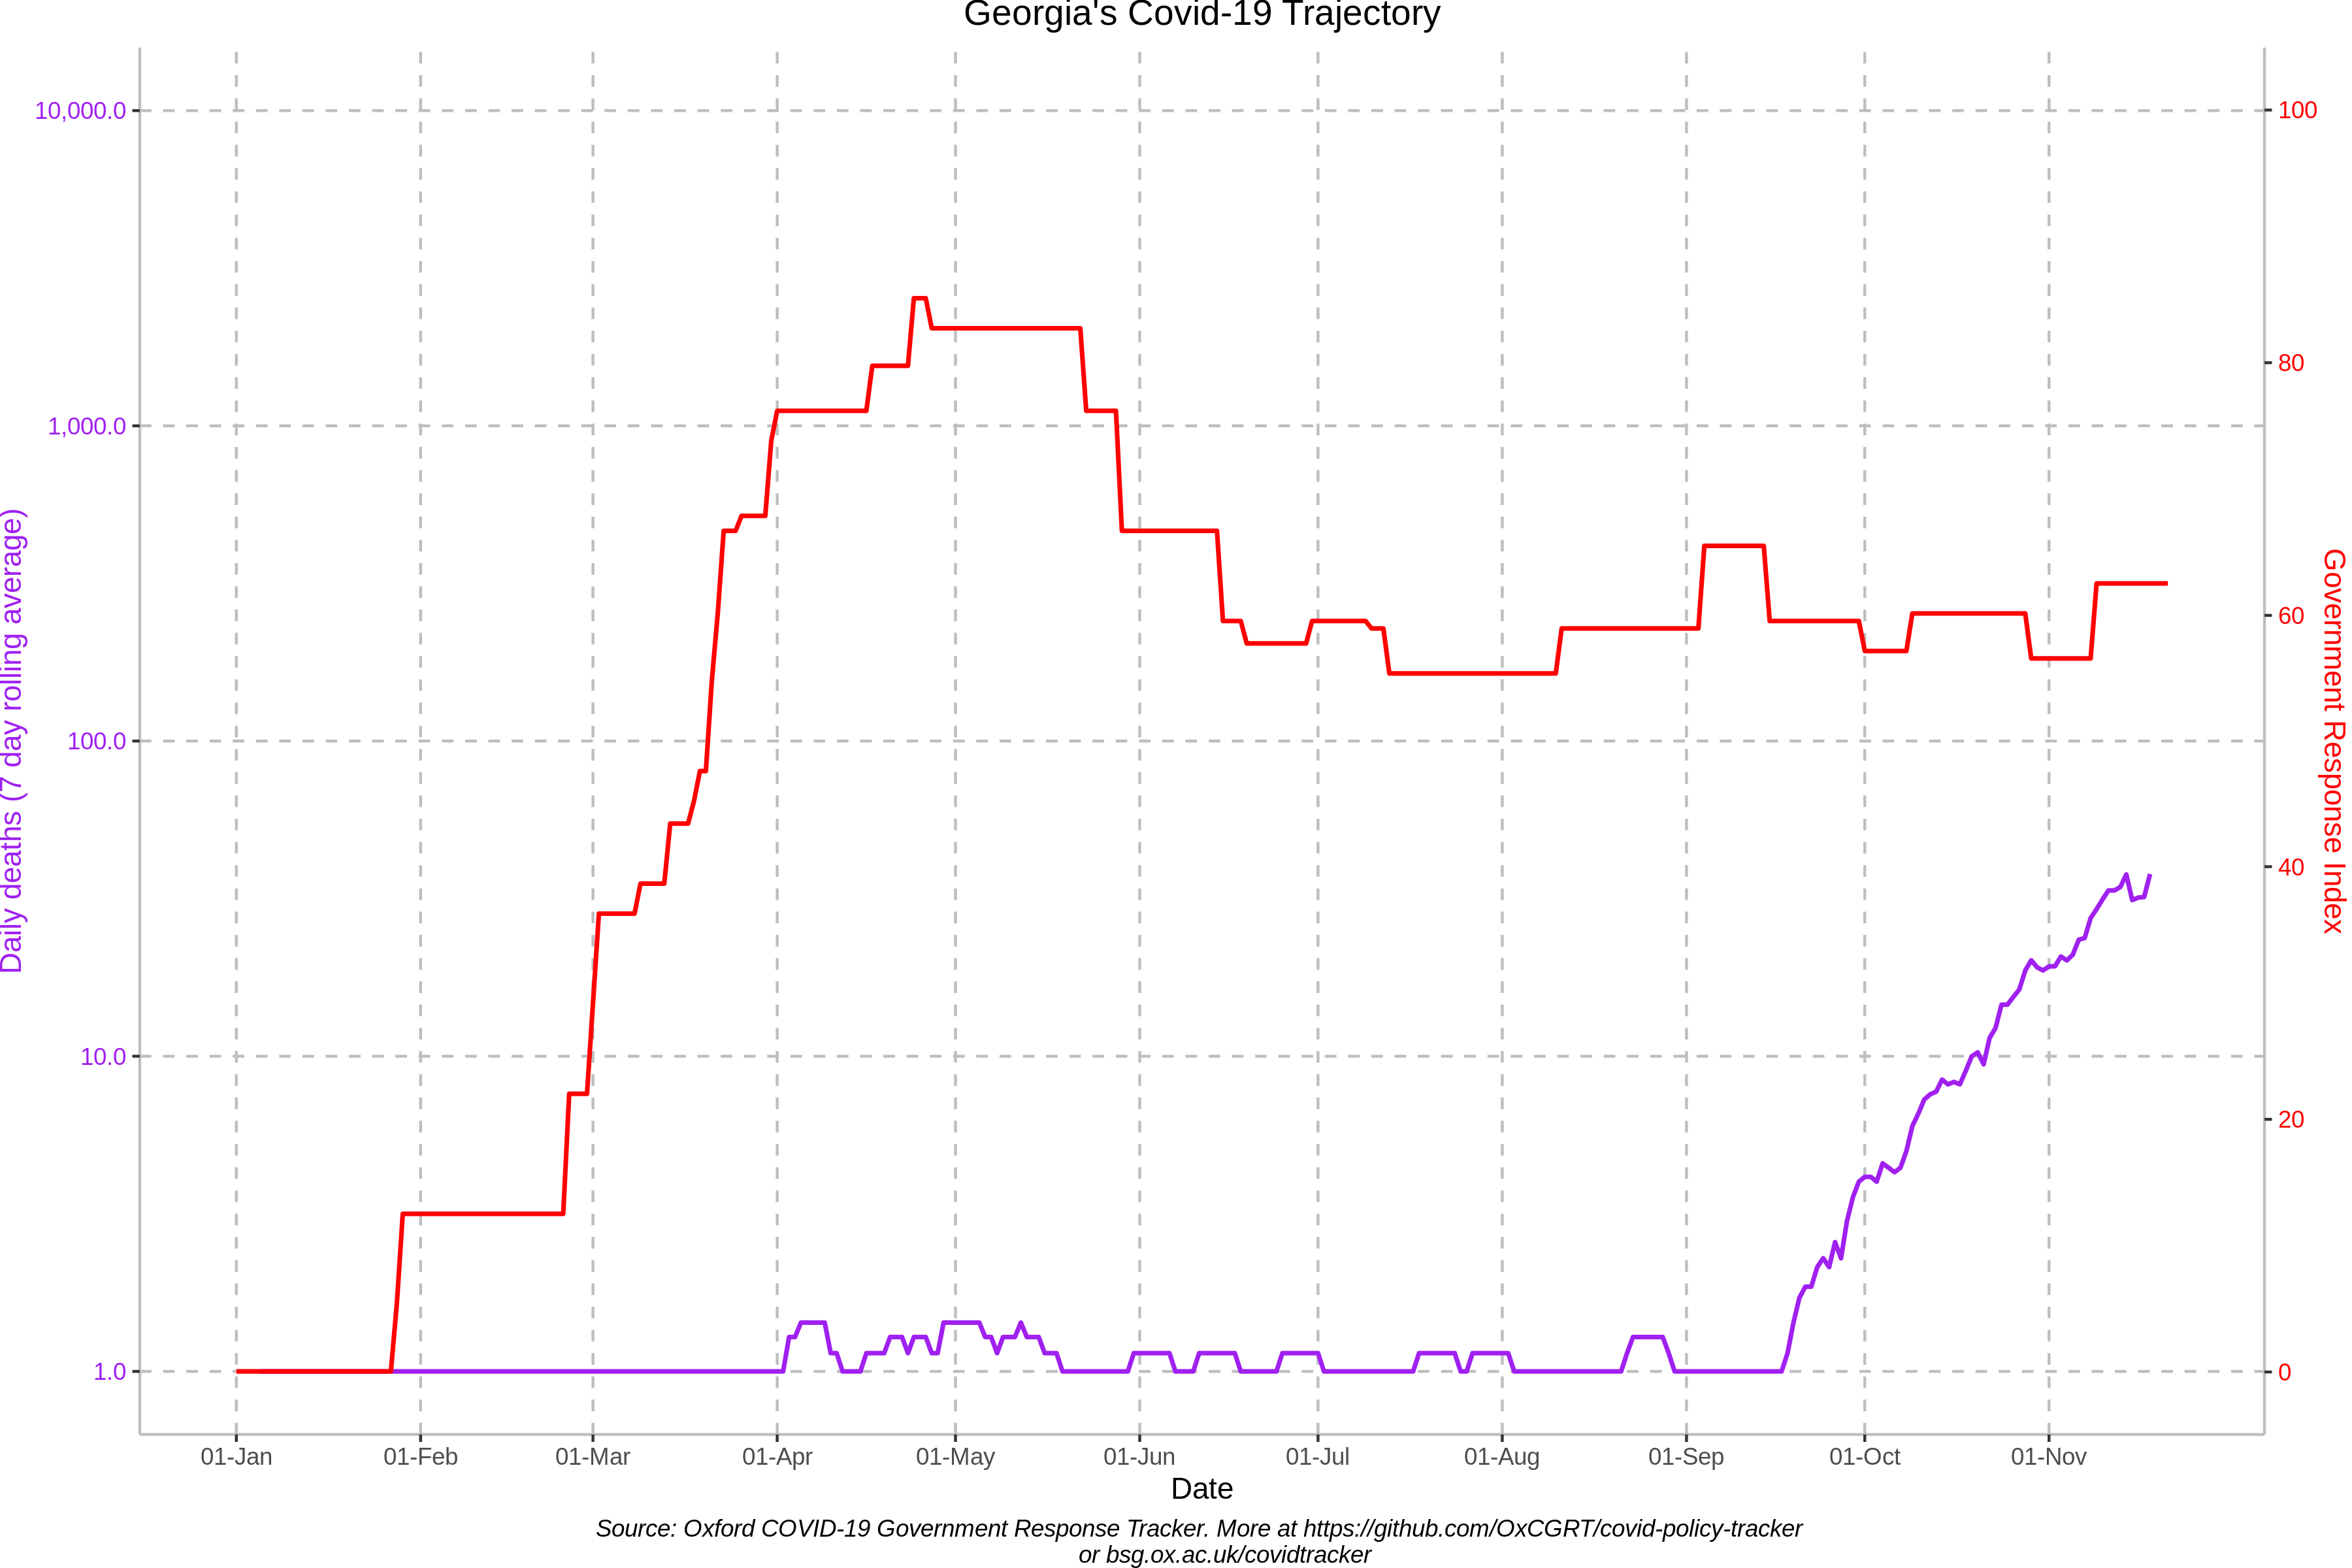 Georgia's Covid-19 Trajectory
10,000.0
1,000.0
100.0
10.0
1.0
Daily deaths (7 day rolling average)
100
80
60
40
20
0
Government Response Index
01-Jan 01-Feb 01-Mar 01-Apr 01-May 01-Jun 01-Jul 01-Aug 01-Sep 01-Oct 01-Nov
Date
Source: Oxford COVID-19 Government Response Tracker. More at https://github.com/OxCGRT/covid-policy-tracker
or bsg.ox.ac.uk/covidtracker